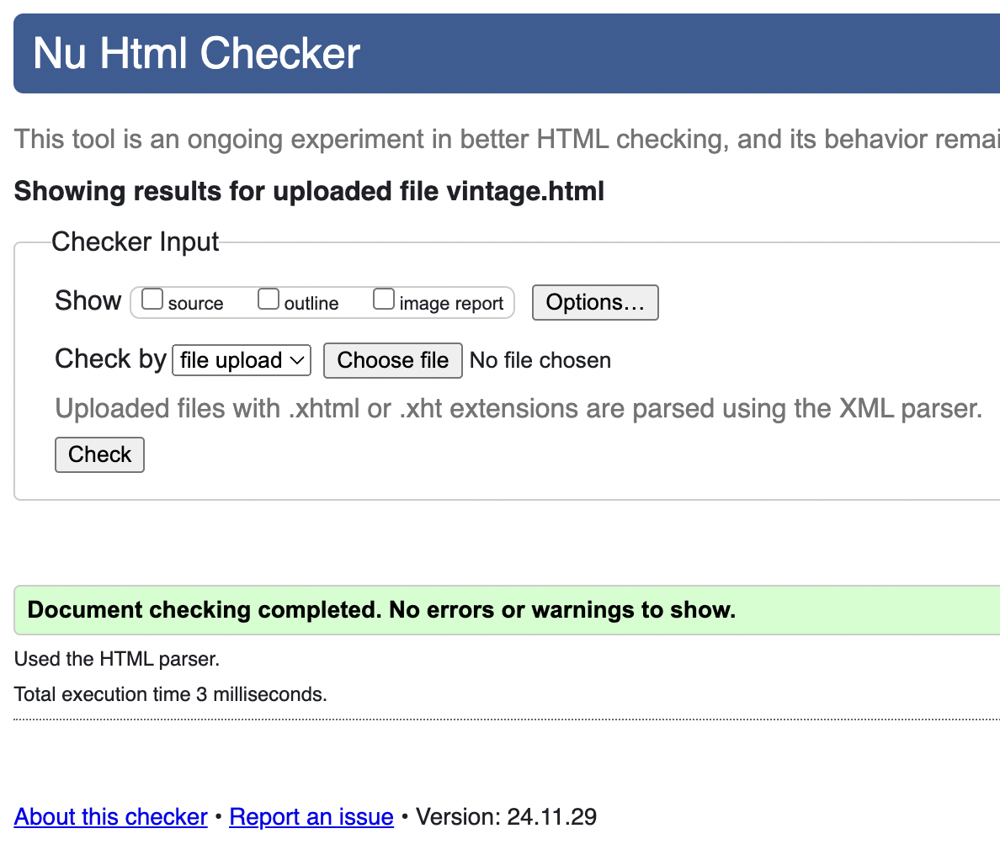 Nu Html Checker
This tool is an ongoing experiment in better HTML checking, and its behavior remai
Showing results for uploaded file vintage.html
Checker Input
Show source outline image report Options…
Check by file upload Choose file No file chosen
Uploaded files with .xhtml or .xht extensions are parsed using the XML parser.
Check
Document checking completed. No errors or warnings to show.
Used the HTML parser.
Total execution time 3 milliseconds.
About this checker • Report an issue • Version: 24.11.29